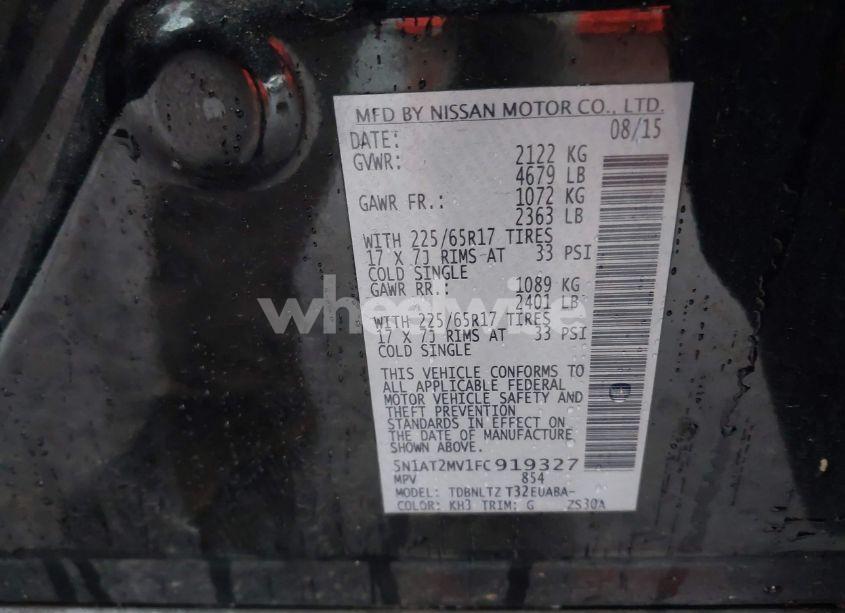 MFD BY NISSAN MOTOR CO., LTD.
DATE: 08/15
GVWR: 2122 KG
4679 LB
GAWR FR.: 1072 KG
2363 LB
WITH 225/65R17 TIRES
17 X 7J RIMS AT 33 PSI
COLD SINGLE
GAWR RR.: 1089 KG
2401 LB
wheelwise
WITH 225/65R17 TIRES
17 X 7J RIMS AT 33 PSI
COLD SINGLE
THIS VEHICLE CONFORMS TO
ALL APPLICABLE FEDERAL
MOTOR VEHICLE SAFETY AND
THEFT PREVENTION
STANDARDS IN EFFECT ON
THE DATE OF MANUFACTURE
SHOWN ABOVE.
5N1AT2MV1FC919327
MPV 854
MODEL: TDBNLTZ T32EUABA-
COLOR: KH3 TRIM: G ZS30A